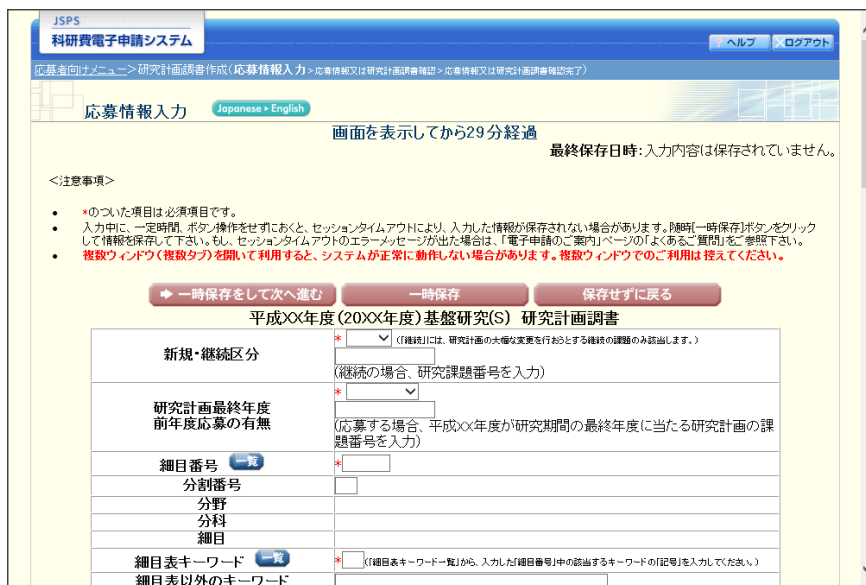 JSPS
科研費電子申請システム
? ヘルプ
×ログアウト
応募者向けメニュー>研究計画調書作成(応募情報入力>応募情報又は研究計画調書確認>応募情報又は研究計画調書確認完了)
応募情報入力
Japanese▶English
画面を表示してから29分経過
最終保存日時:入力内容は保存されていません。
<注意事項>
• *のついた項目は必須項目です。
• 入力中に、一定時間、ボタン操作をせずにおくと、セッションタイムアウトにより、入力した情報が保存されない場合があります。随時[一時保存]ボタンをクリック
して情報を保存して下さい。もし、セッションタイムアウトのエラーメッセージが出た場合は、「電子申請のご案内」ページの「よくあるご質問」をご参照下さい。
• 複数ウィンドウ(複数タブ)を開いて利用すると、システムが正常に動作しない場合があります。複数ウィンドウでのご利用は控えてください。
一時保存をして次へ進む
一時保存
保存せずに戻る
平成XX年度(20XX年度)基盤研究(S) 研究計画調書
新規・継続区分
* (「継続」には、研究計画の大幅な変更を行おうとする継続の課題のみ該当します。)
(継続の場合、研究課題番号を入力)
研究計画最終年度
前年度応募の有無
*
(応募する場合、平成xx年度が研究期間の最終年度に当たる研究計画の課
題番号を入力)
細目番号 一覧
*
分割番号
分野
分科
細目
細目表キーワード 一覧
* (「細目表キーワード一覧」から、入力した「細目番号」中の該当するキーワードの「記号」を入力してください。)
細目表以外のキーワード